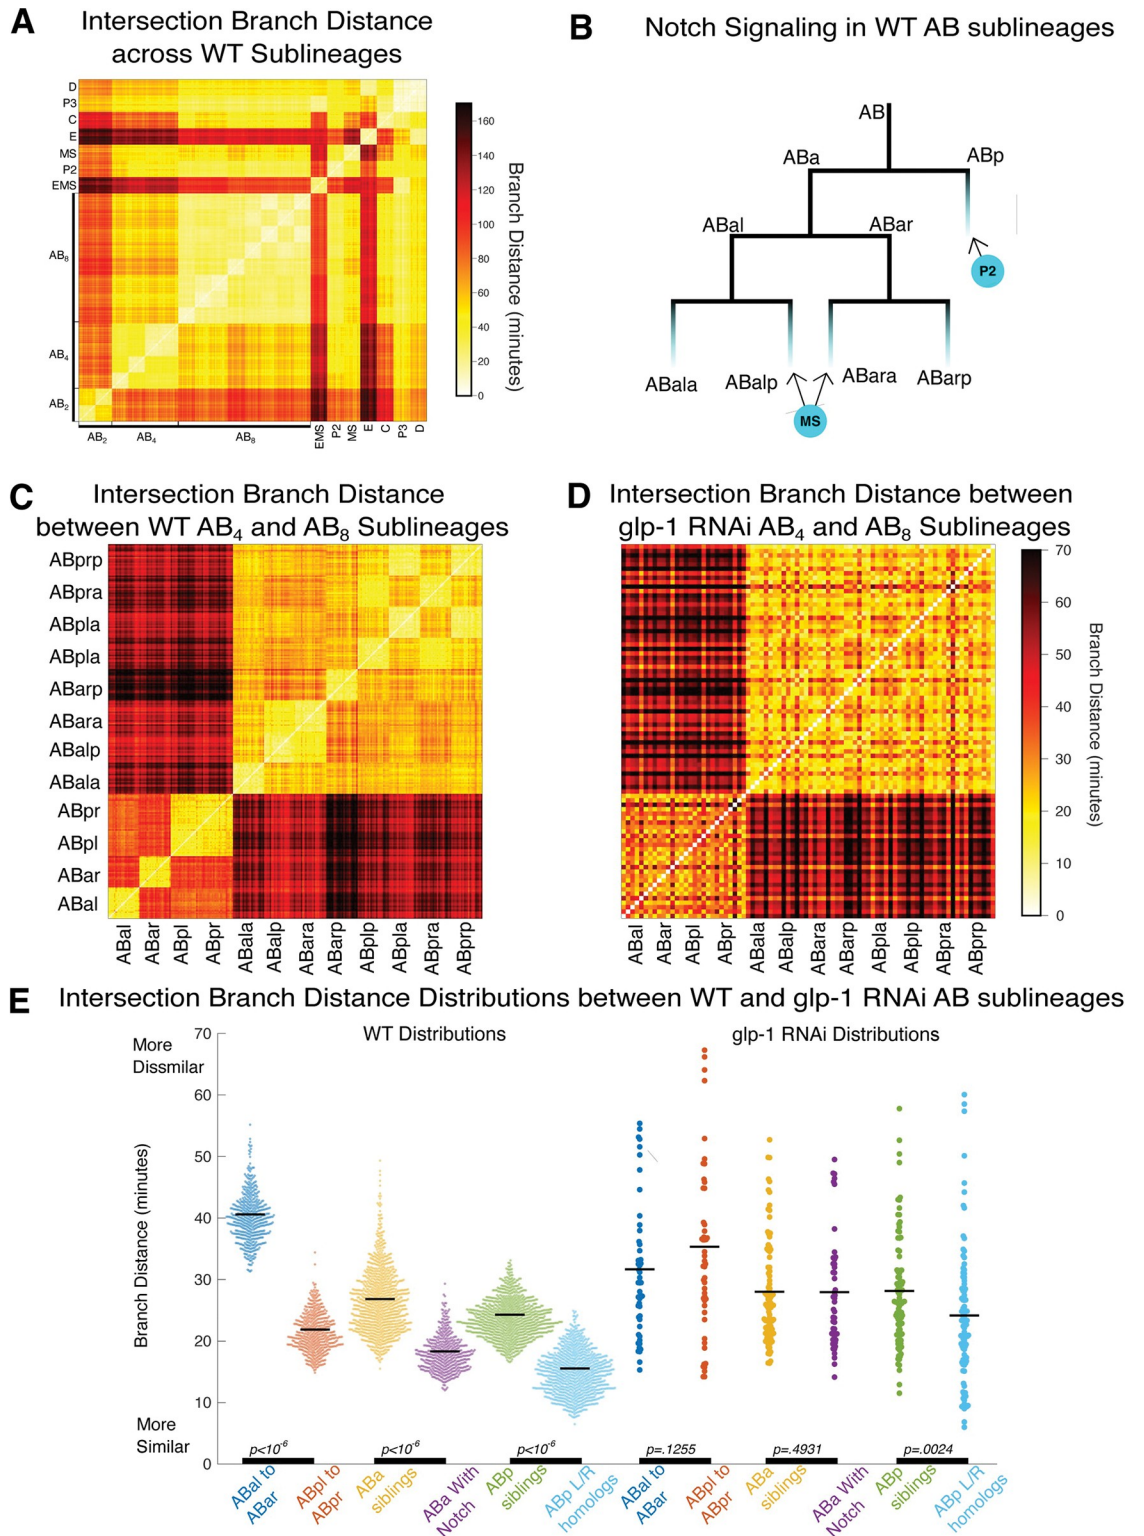 A
Intersection Branch Distance
across WT Sublineages
D
P3
C
E
MS
P2
EMS
AB8
AB4
AB2
AB2
AB4
AB8
EMS
P2
MS
E
C
P3
D
160
140
120
100
80
60
40
20
0
Branch Distance (minutes)
B
Notch Signaling in WT AB sublineages
AB
ABa
ABp
ABal
ABar
P2
ABala
ABalp
ABara
ABarp
MS
C
Intersection Branch Distance
between WT AB4 and AB8 Sublineages
ABprp
ABpra
ABpla
ABpla
ABarp
ABara
ABalp
ABala
ABpr
ABpl
ABar
ABal
ABal
ABar
ABpl
ABpr
ABala
ABalp
ABara
ABarp
ABplp
ABpla
ABpra
ABprp
D
Intersection Branch Distance between
glp-1 RNAi AB4 and AB8 Sublineages
ABal
ABar
ABpl
ABpr
ABala
ABalp
ABara
ABarp
ABpla
ABplp
ABpra
ABprp
70
60
50
40
30
20
10
0
Branch Distance (minutes)
E
Intersection Branch Distance Distributions between WT and glp-1 RNAi AB sublineages
WT Distributions
glp-1 RNAi Distributions
More
Dissmilar
More
Similar
Branch Distance (minutes)
70
60
50
40
30
20
10
0
p<10-6
p<10-6
p<10-6
p=.1255
p=.4931
p=.0024
ABal to
ABar
ABpl to
ABpr
ABa
siblings
ABa With
Notch
ABp
siblings
ABp L/R
homologs
ABal to
ABar
ABpl to
ABpr
ABa
siblings
ABa With
Notch
ABp
siblings
ABp L/R
homologs